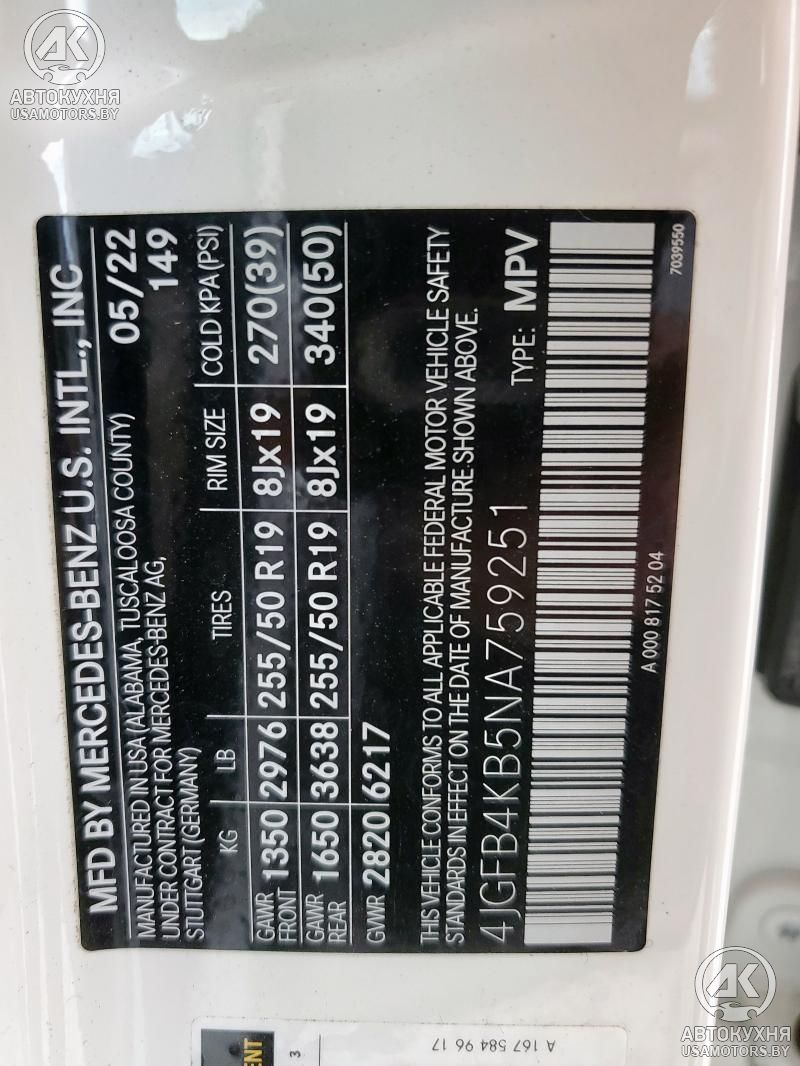 AK
АВТОКУХНЯ
USAMOTORS.BY
MFD BY MERCEDES-BENZ U.S. INTL., INC
MANUFACTURED IN USA (ALABAMA, TUSCALOOSA COUNTY) 05/22
UNDER CONTRACT FOR MERCEDES-BENZ AG, 149
STUTTGART (GERMANY)
KG LB TIRES RIM SIZE COLD KPA (PSI)
GAWR FRONT 1350 2976 255/50 R19 8Jx19 270(39)
GAWR REAR 1650 3638 255/50 R19 8Jx19 340(50)
GVWR 2820 6217
THIS VEHICLE CONFORMS TO ALL APPLICABLE FEDERAL MOTOR VEHICLE SAFETY
STANDARDS IN EFFECT ON THE DATE OF MANUFACTURE SHOWN ABOVE.
4JGFB4KB5NA759251 TYPE: MPV
A 000 817 52 04 7039550
ENT
3
A 167 584 96 17
AK
АВТОКУХНЯ
USAMOTORS.BY